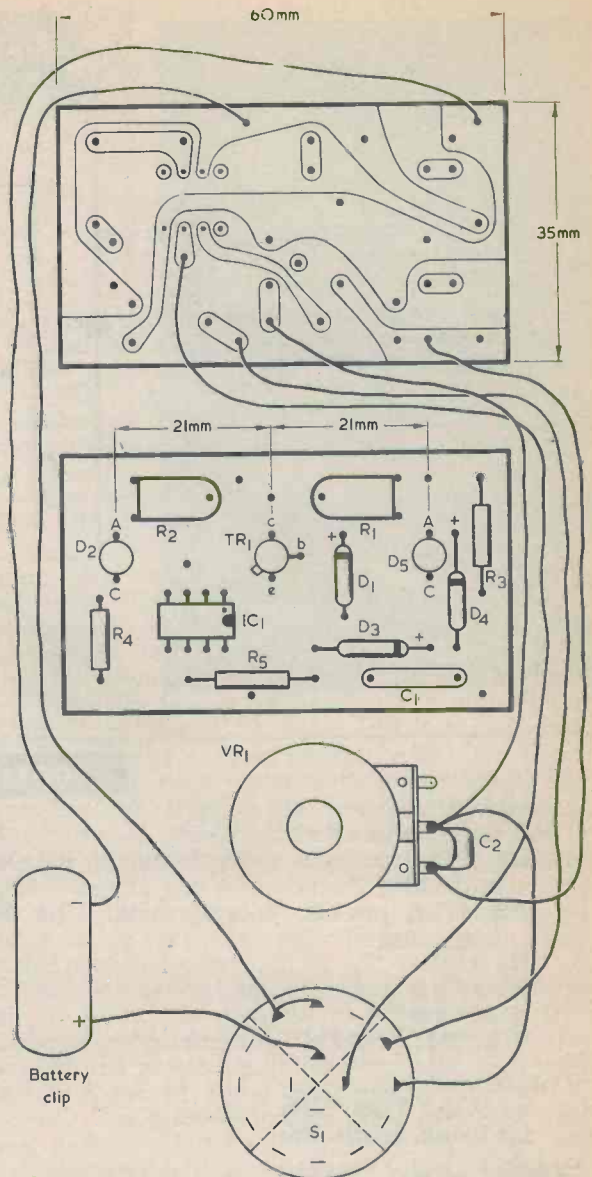 60mm
35mm
21mm 21mm
A c A + 
D2 R2 TR1 b R1 D5 R3
C e + D1 C D4
R4 IC1 D3 +
R5 C1
VR1
C2
−
+
Battery
clip
S1